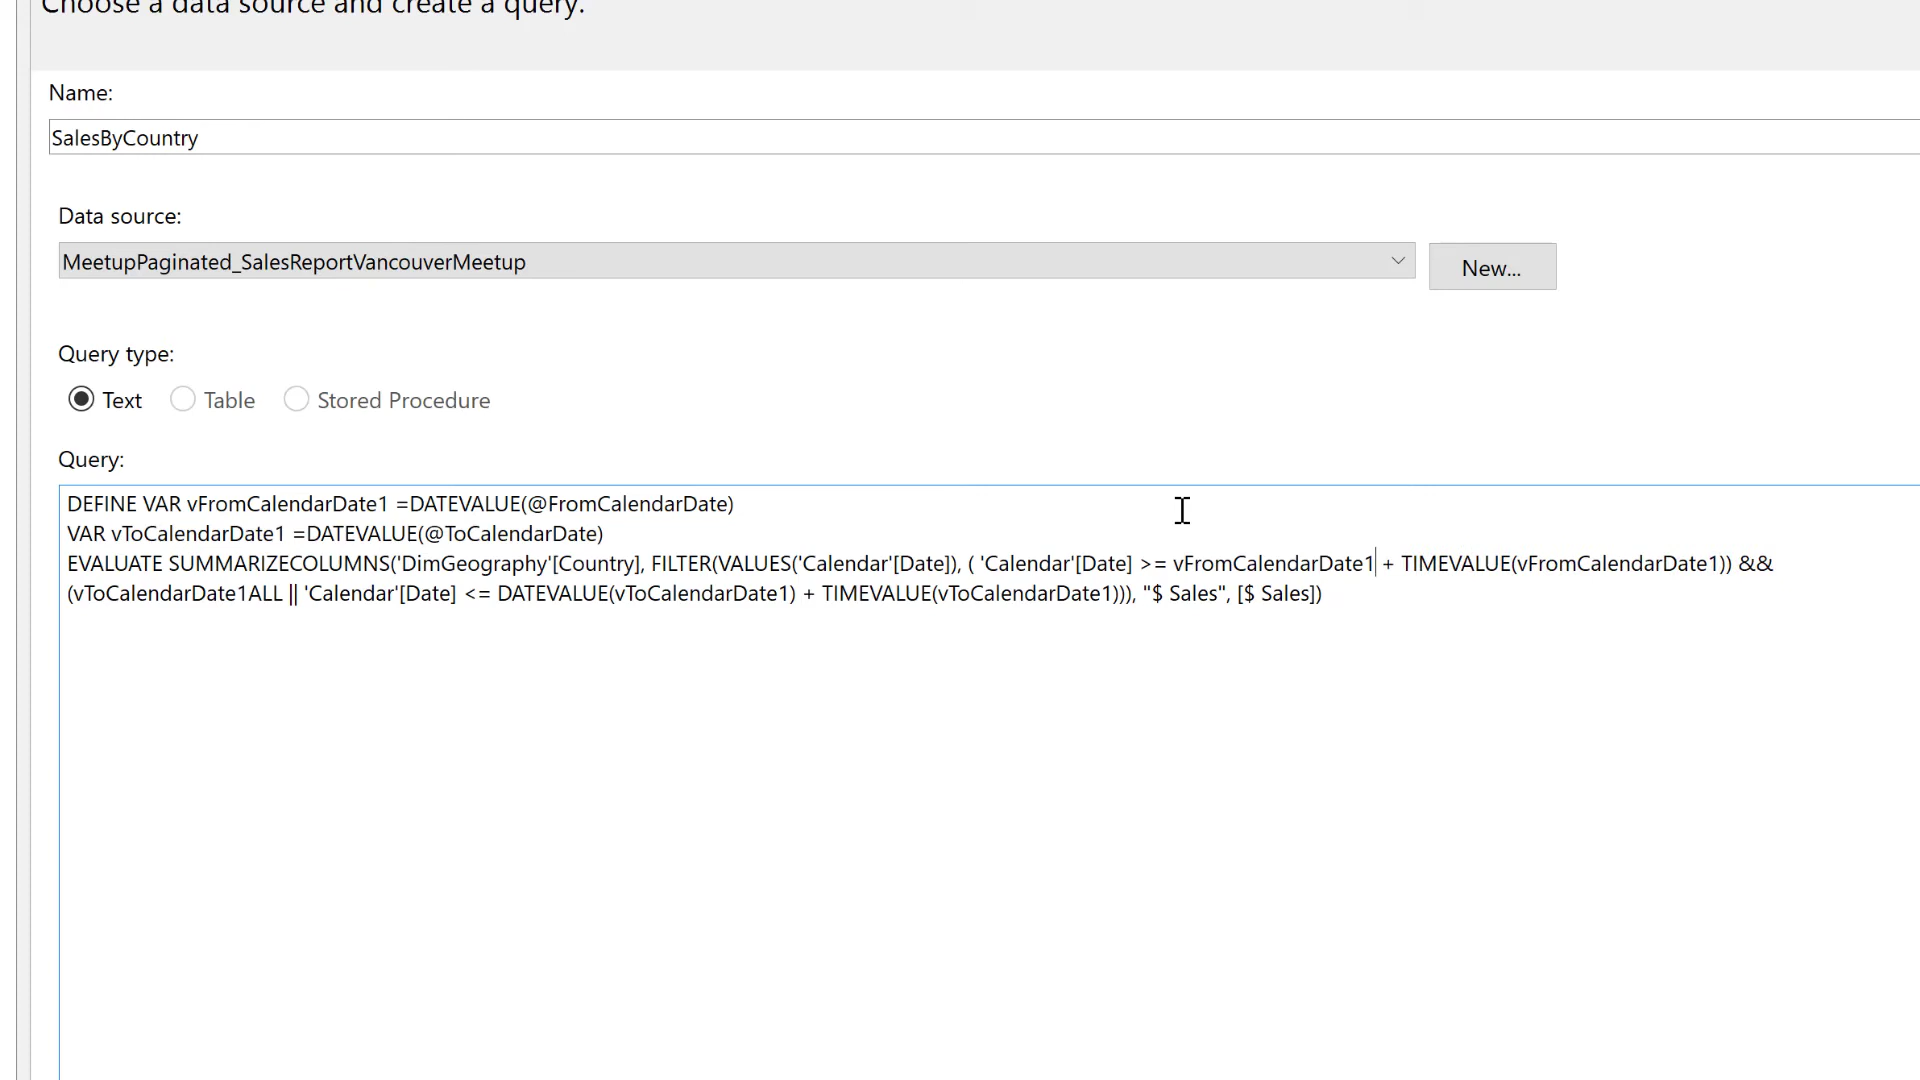 Choose a data source and create a query.
Name:
SalesByCountry
Data source:
MeetupPaginated_SalesReportVancouverMeetup
New...
Query type:
Text Table Stored Procedure
Query:
DEFINE VAR vFromCalendarDate1 =DATEVALUE(@FromCalendarDate)
VAR vToCalendarDate1 =DATEVALUE(@ToCalendarDate)
EVALUATE SUMMARIZECOLUMNS('DimGeography'[Country], FILTER(VALUES('Calendar'[Date]), ( 'Calendar'[Date] >= vFromCalendarDate1 + TIMEVALUE(vFromCalendarDate1)) &&
(vToCalendarDate1ALL || 'Calendar'[Date] <= DATEVALUE(vToCalendarDate1) + TIMEVALUE(vToCalendarDate1))), "$ Sales", [$ Sales])